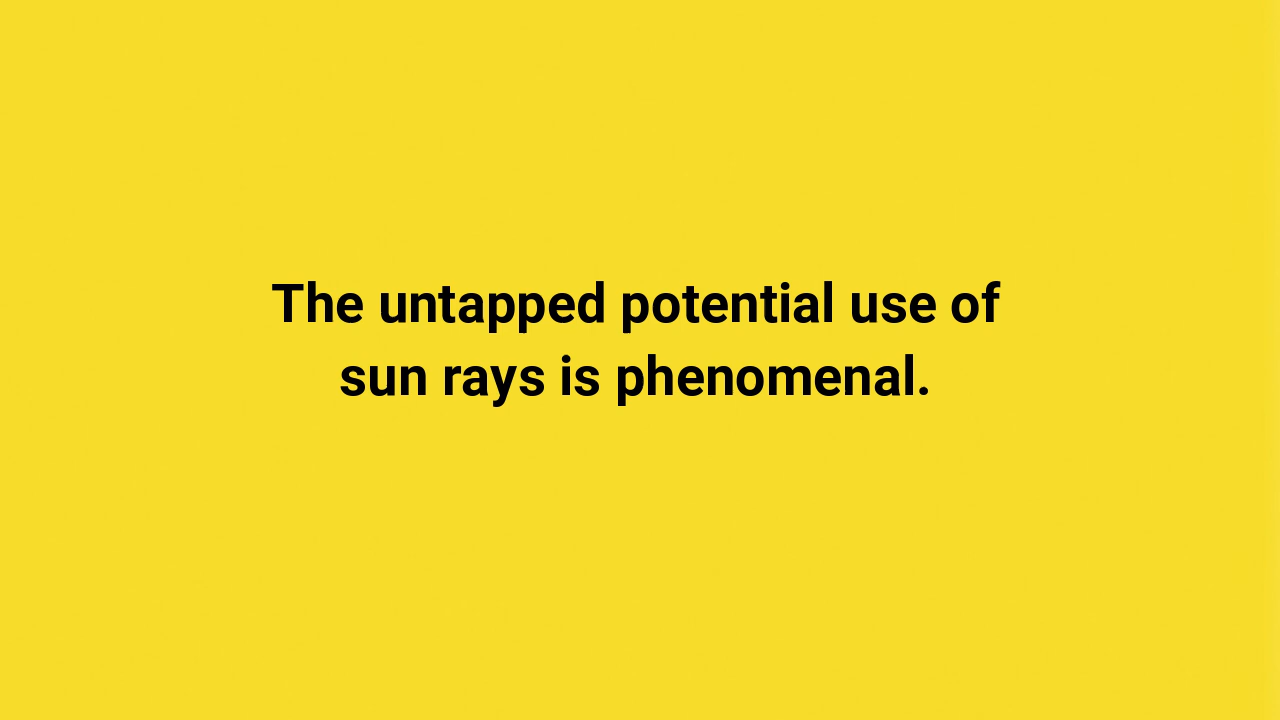 The untapped potential use of
sun rays is phenomenal.